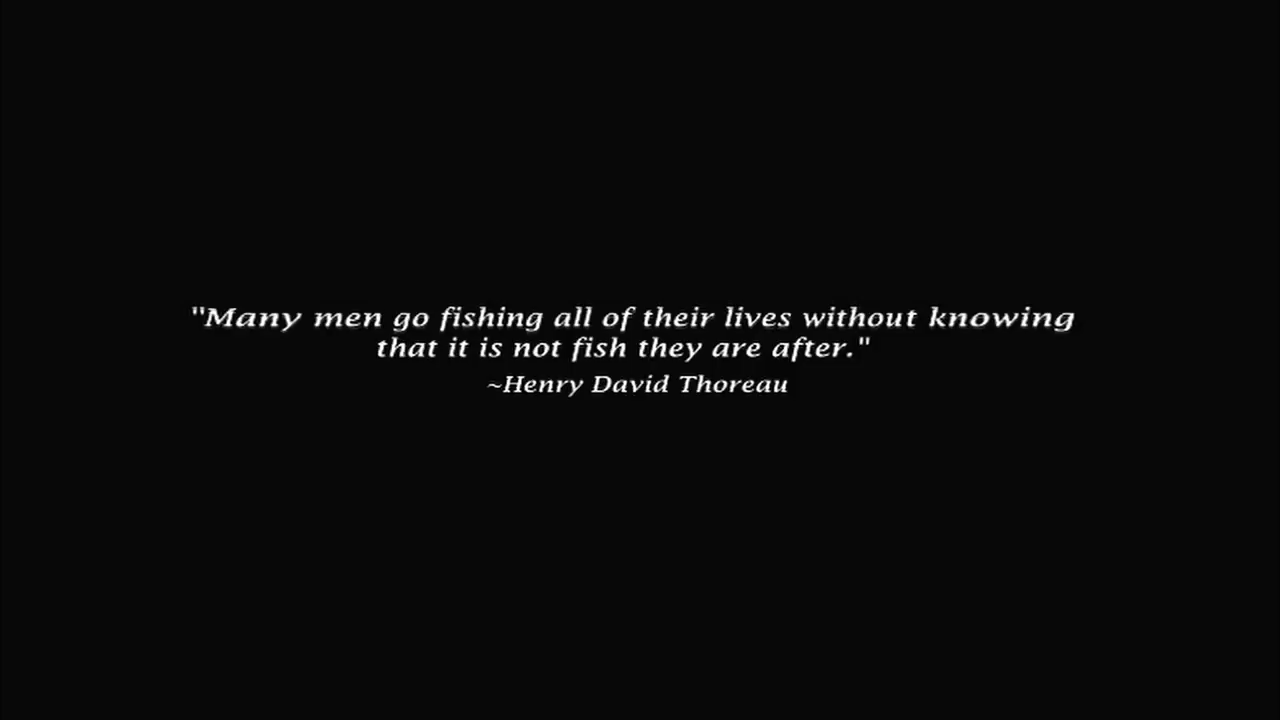 "Many men go fishing all of their lives without knowing
that it is not fish they are after."
~Henry David Thoreau